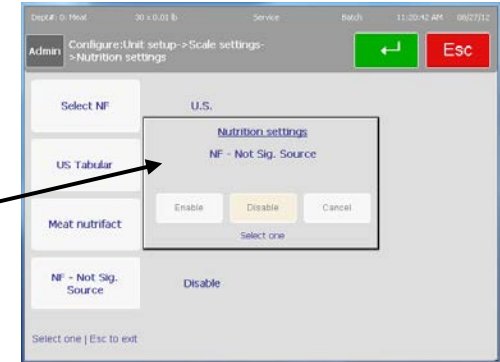 Dept#: 0: Meat 30 x 0.01 lb Service Batch 11:20:42 AM 08/27/12
Admin
Configure:Unit setup->Scale settings-
>Nutrition settings
Esc
Select NF
U.S.
US Tabular
Nutrition settings
NF - Not Sig. Source
Enable Disable Cancel
Select one
Meat nutrifact
NF - Not Sig.
Source
Disable
Select one | Esc to exit